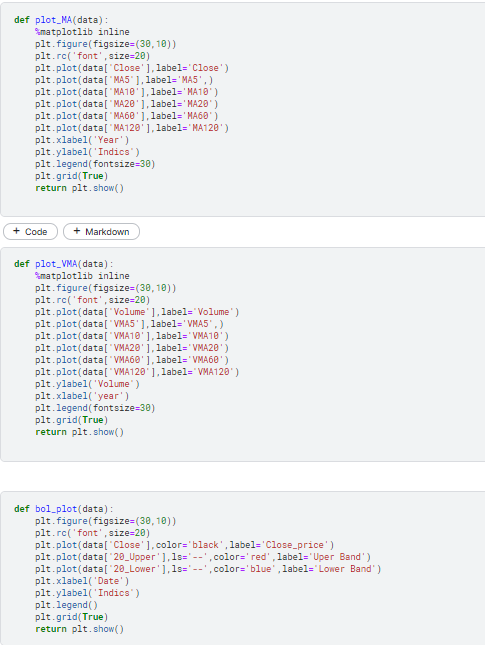 def plot_MA(data):
    %matplotlib inline
    plt.figure(figsize=(30,10))
    plt.rc('font',size=20)
    plt.plot(data['Close'],label='Close')
    plt.plot(data['MA5'],label='MA5',)
    plt.plot(data['MA10'],label='MA10')
    plt.plot(data['MA20'],label='MA20')
    plt.plot(data['MA60'],label='MA60')
    plt.plot(data['MA120'],label='MA120')
    plt.xlabel('Year')
    plt.ylabel('Indics')
    plt.legend(fontsize=30)
    plt.grid(True)
    return plt.show()
+ Code + Markdown
def plot_VMA(data):
    %matplotlib inline
    plt.figure(figsize=(30,10))
    plt.rc('font',size=20)
    plt.plot(data['Volume'],label='Volume')
    plt.plot(data['VMA5'],label='VMA5',)
    plt.plot(data['VMA10'],label='VMA10')
    plt.plot(data['VMA20'],label='VMA20')
    plt.plot(data['VMA60'],label='VMA60')
    plt.plot(data['VMA120'],label='VMA120')
    plt.ylabel('Volume')
    plt.xlabel('year')
    plt.legend(fontsize=30)
    plt.grid(True)
    return plt.show()
def bol_plot(data):
    plt.figure(figsize=(30,10))
    plt.rc('font',size=20)
    plt.plot(data['Close'],color='black',label='Close_price')
    plt.plot(data['20_Upper'],ls='--',color='red',label='Uper Band')
    plt.plot(data['20_Lower'],ls='--',color='blue',label='Lower Band')
    plt.xlabel('Date')
    plt.ylabel('Indics')
    plt.legend()
    plt.grid(True)
    return plt.show()